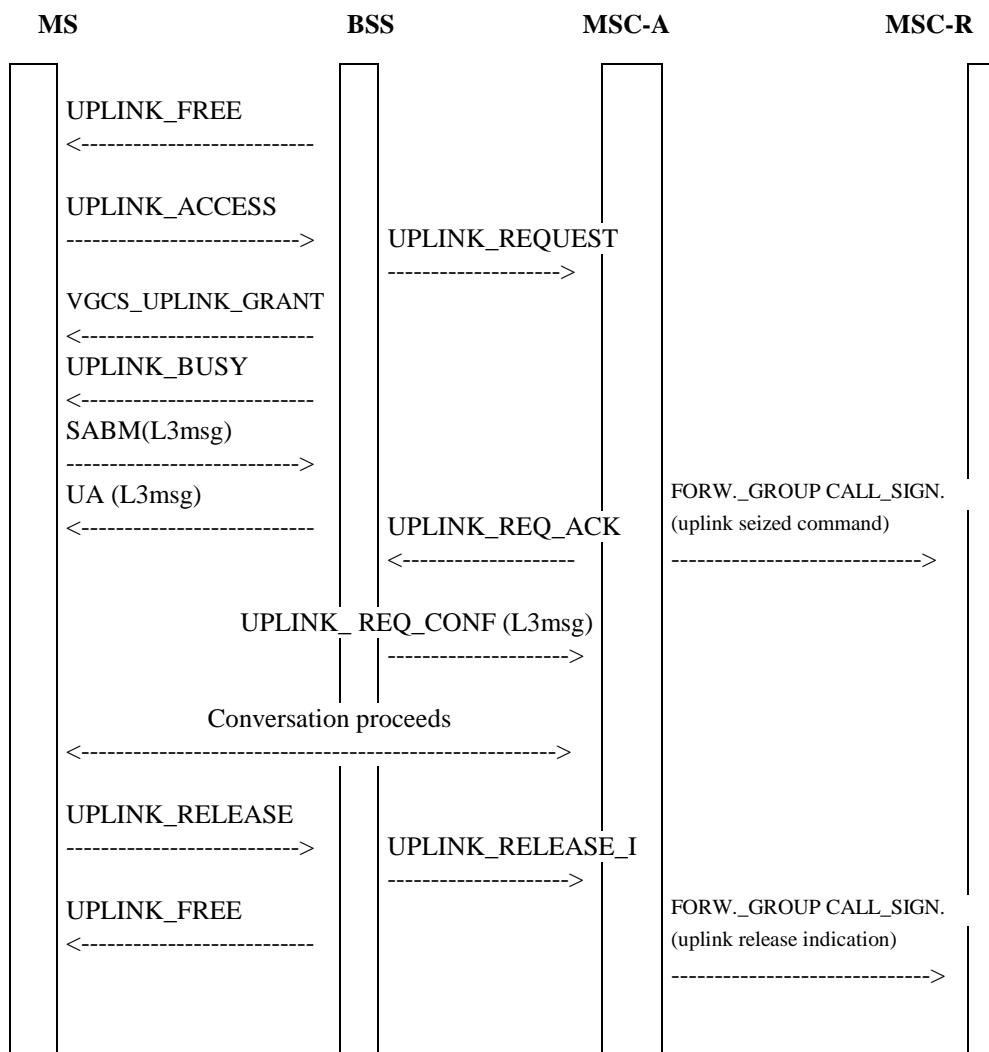 MS BSS MSC-A MSC-R
UPLINK_FREE
<---------------------------
UPLINK_ACCESS
---------------------------> UPLINK_REQUEST
-------------------->
VGCS_UPLINK_GRANT
<---------------------------
UPLINK_BUSY
<---------------------------
SABM(L3msg)
--------------------------->
UA (L3msg) FORW._GROUP CALL_SIGN.
<--------------------------- UPLINK_REQ_ACK (uplink seized command)
<-------------------- ----------------------------->
UPLINK_ REQ_CONF (L3msg)
--------------------->
Conversation proceeds
<------------------------------------------------------->
UPLINK_RELEASE
---------------------------> UPLINK_RELEASE_I
--------------------->
UPLINK_FREE FORW._GROUP CALL_SIGN.
<--------------------------- (uplink release indication)
------------------------------>